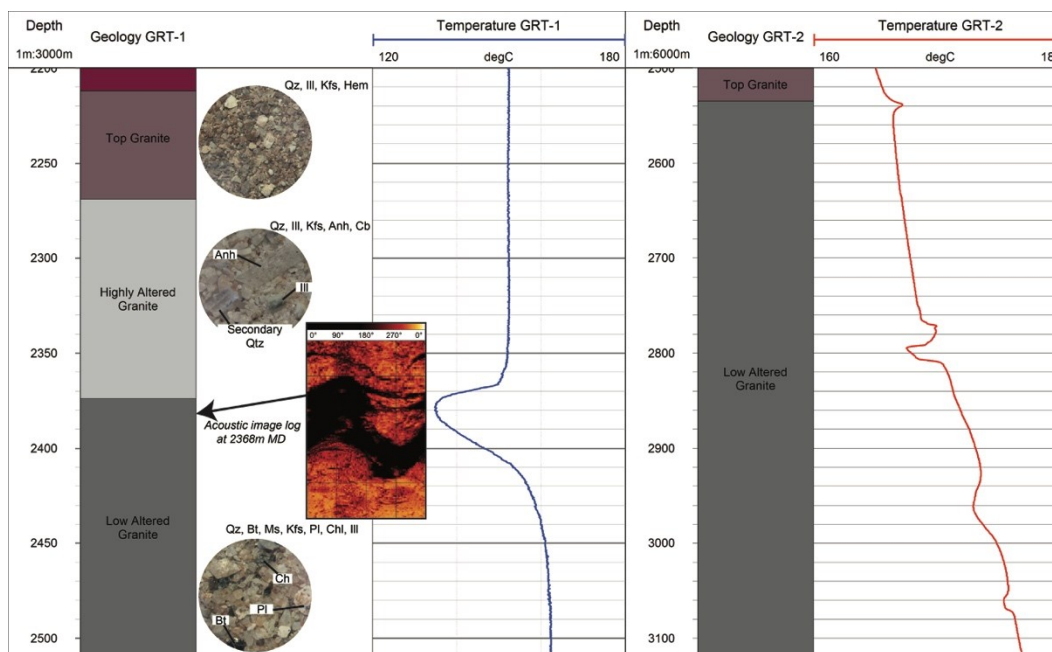 Depth
1m:3000m
Geology GRT-1
Temperature GRT-1
120 degC 180
Depth
1m:6000m
Geology GRT-2
Temperature GRT-2
160 degC
2200
2250
2300
2350
2400
2450
2500
Top Granite
Highly Altered
Granite
Low Altered
Granite
Qz, Ill, Kfs, Hem
Qz, Ill, Kfs, Anh, Cb
Anh
Ill
Secondary
Qtz
0° 90° 180° 270° 0°
Acoustic image log
at 2368m MD
Qz, Bt, Ms, Kfs, Pl, Chl, Ill
Ch
Pl
Bt
2600
2700
2800
2900
3000
3100
Top Granite
Low Altered
Granite